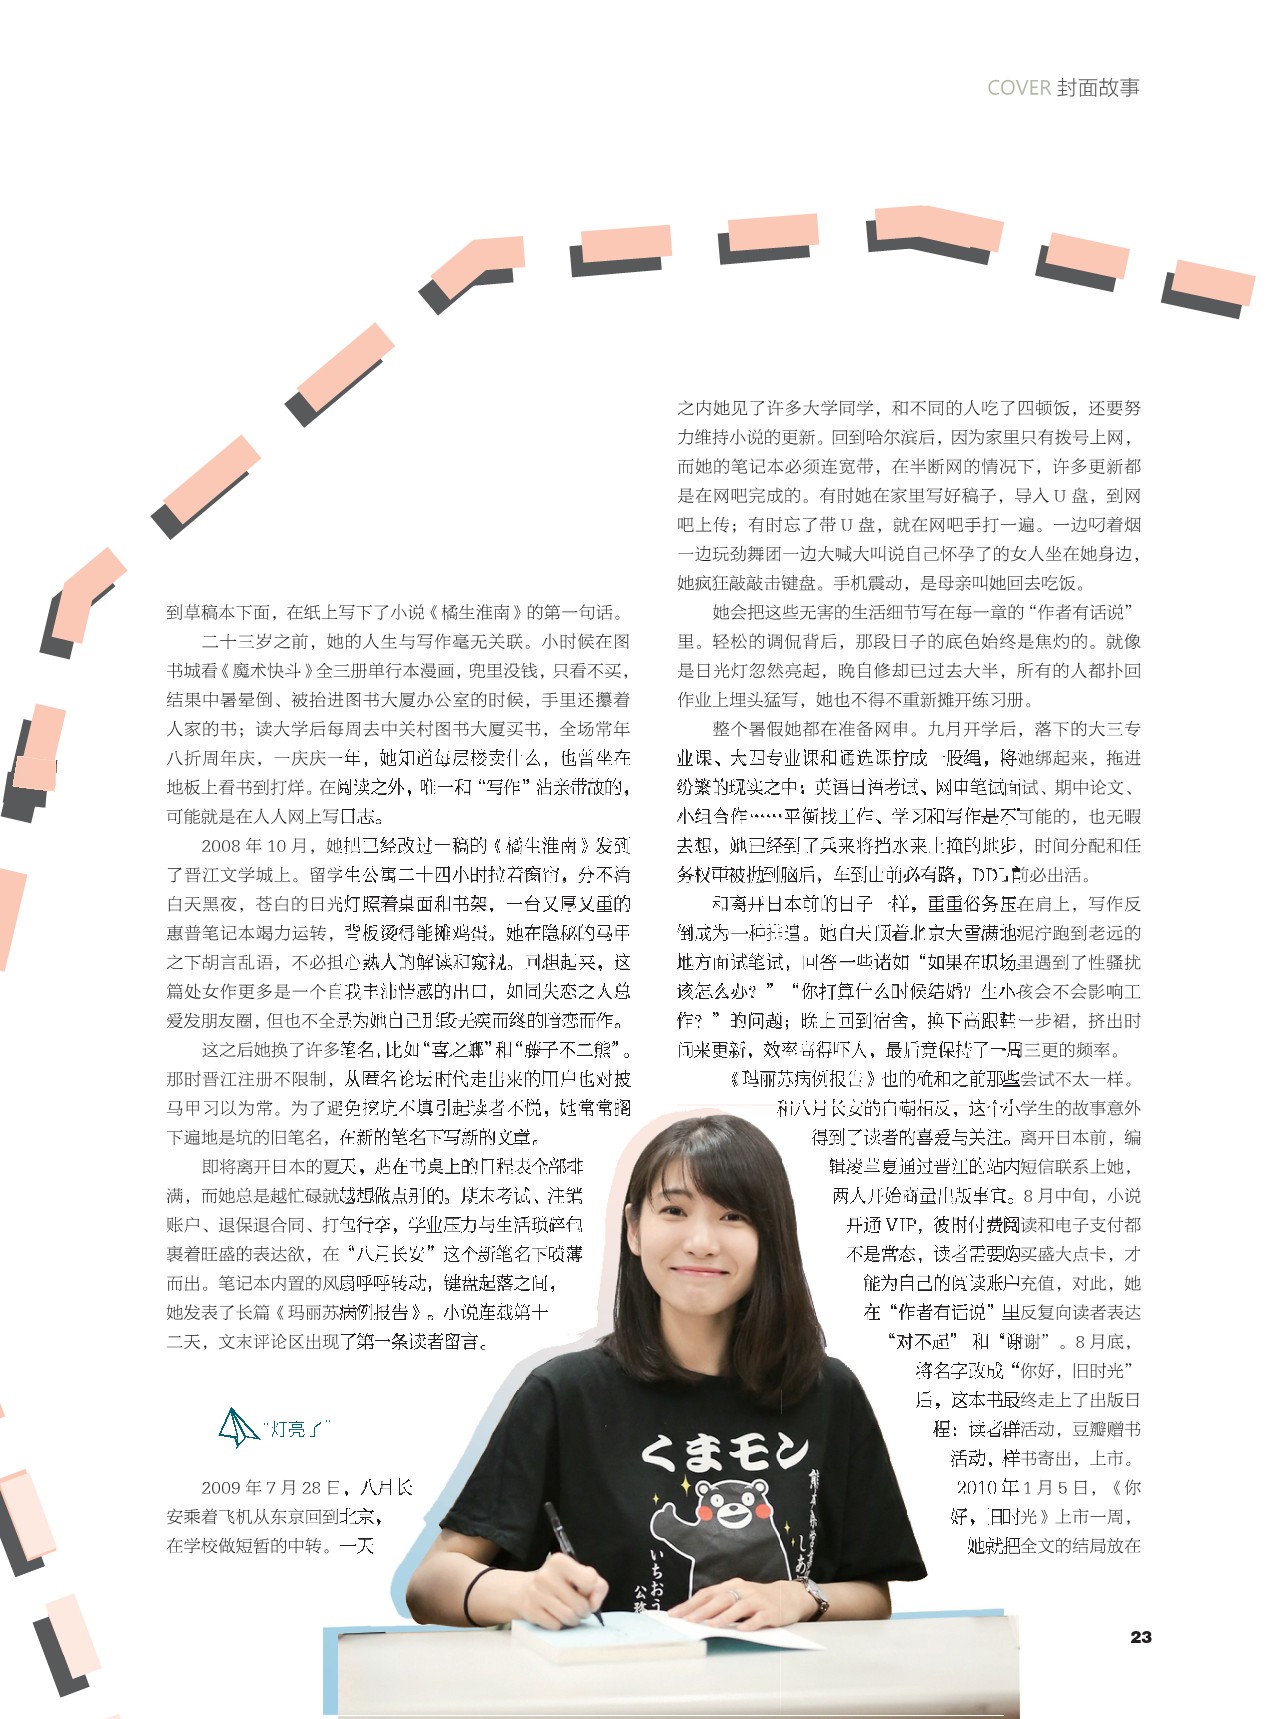 COVER 封面故事
到草稿本下面，在纸上写下了小说《橘生淮南》的第一句话。
二十三岁之前，她的人生与写作毫无关联。小时候在图
书城看《魔术快斗》全三册单行本漫画，兜里没钱，只看不买，
结果中暑晕倒、被抬进图书大厦办公室的时候，手里还攥着
人家的书；读大学后每周去中关村图书大厦买书，全场常年
八折周年庆，一庆庆一年，她知道每层楼卖什么，也曾坐在
地板上看书到打烊。在阅读之外，唯一和“写作”沾亲带故的，
可能就是在人人网上写日志。
2008 年 10 月，她把已经改过一稿的《橘生淮南》发到
了晋江文学城上。留学生公寓二十四小时拉着窗帘，分不清
白天黑夜，苍白的日光灯照着桌面和书架，一台又厚又重的
惠普笔记本竭力运转，背板烫得能摊鸡蛋。她在隐秘的马甲
之下胡言乱语，不必担心熟人的解读和窥视。回想起来，这
篇处女作更多是一个自我丰沛情感的出口，如同失恋之人总
爱发朋友圈，但也不全是为她自己那段无疾而终的暗恋而作。
这之后她换了许多笔名，比如“喜之郷”和“藤子不二熊”。
那时晋江注册不限制，从匿名论坛时代走出来的用户也对披
马甲习以为常。为了避免挖坑不填引起读者不悦，她常常搁
下遍地是坑的旧笔名，在新的笔名下写新的文章。
即将离开日本的夏天，贴在书桌上的日程表全部排
满，而她总是越忙碌就越想做点别的。期末考试、注销
账户、退保退合同、打包行李，学业压力与生活琐碎包
裹着旺盛的表达欲，在“八月长安”这个新笔名下喷薄
而出。笔记本内置的风扇呼呼转动，键盘起落之间，
她发表了长篇《玛丽苏病例报告》。小说连载第十
二天，文末评论区出现了第一条读者留言。
“灯亮了”
2009 年 7 月 28 日，八月长
安乘着飞机从东京回到北京，
在学校做短暂的中转。一天
之内她见了许多大学同学，和不同的人吃了四顿饭，还要努
力维持小说的更新。回到哈尔滨后，因为家里只有拨号上网，
而她的笔记本必须连宽带，在半断网的情况下，许多更新都
是在网吧完成的。有时她在家里写好稿子，导入 U 盘，到网
吧上传；有时忘了带 U 盘，就在网吧手打一遍。一边叼着烟
一边玩劲舞团一边大喊大叫说自己怀孕了的女人坐在她身边，
她疯狂敲敲击键盘。手机震动，是母亲叫她回去吃饭。
她会把这些无害的生活细节写在每一章的“作者有话说”
里。轻松的调侃背后，那段日子的底色始终是焦灼的。就像
是日光灯忽然亮起，晚自修却已过去大半，所有的人都扑回
作业上埋头猛写，她也不得不重新摊开练习册。
整个暑假她都在准备网申。九月开学后，落下的大三专
业课、大四专业课和通选课拧成一股绳，将她绑起来，拖进
纷繁的现实之中：英语日语考试、网申笔试面试、期中论文、
小组合作……平衡找工作、学习和写作是不可能的，也无暇
去想，她已经到了兵来将挡水来土掩的地步，时间分配和任
务权重被抛到脑后，车到山前必有路，DDL前必出活。
和离开日本前的日子一样，重重俗务压在肩上，写作反
倒成为一种排遣。她白天顶着北京大雪满地泥泞跑到老远的
地方面试笔试，回答一些诸如“如果在职场里遇到了性骚扰
该怎么办？”“你打算什么时候结婚？生小孩会不会影响工
作？”的问题；晚上回到宿舍，换下高跟鞋一步裙，挤出时
间来更新，效率高得吓人，最后竟保持了一周三更的频率。
《玛丽苏病例报告》也的确和之前那些尝试不太一样。
和八月长安的自嘲相反，这个小学生的故事意外
得到了读者的喜爱与关注。离开日本前，编
辑凌兰夏通过晋江的站内短信联系上她，
两人开始商量出版事宜。8 月中旬，小说
开通 VIP，彼时付费阅读和电子支付都
不是常态，读者需要购买盛大点卡，才
能为自己的阅读账户充值，对此，她
在“作者有话说”里反复向读者表达
“对不起” 和“谢谢”。8 月底，
将名字改成“你好，旧时光”
后，这本书最终走上了出版日
程：读者群活动，豆瓣赠书
活动，样书寄出，上市。
2010 年 1 月 5 日，《你
好，旧时光》上市一周，
她就把全文的结局放在
くまモン
いちおう
公務
しあ
23